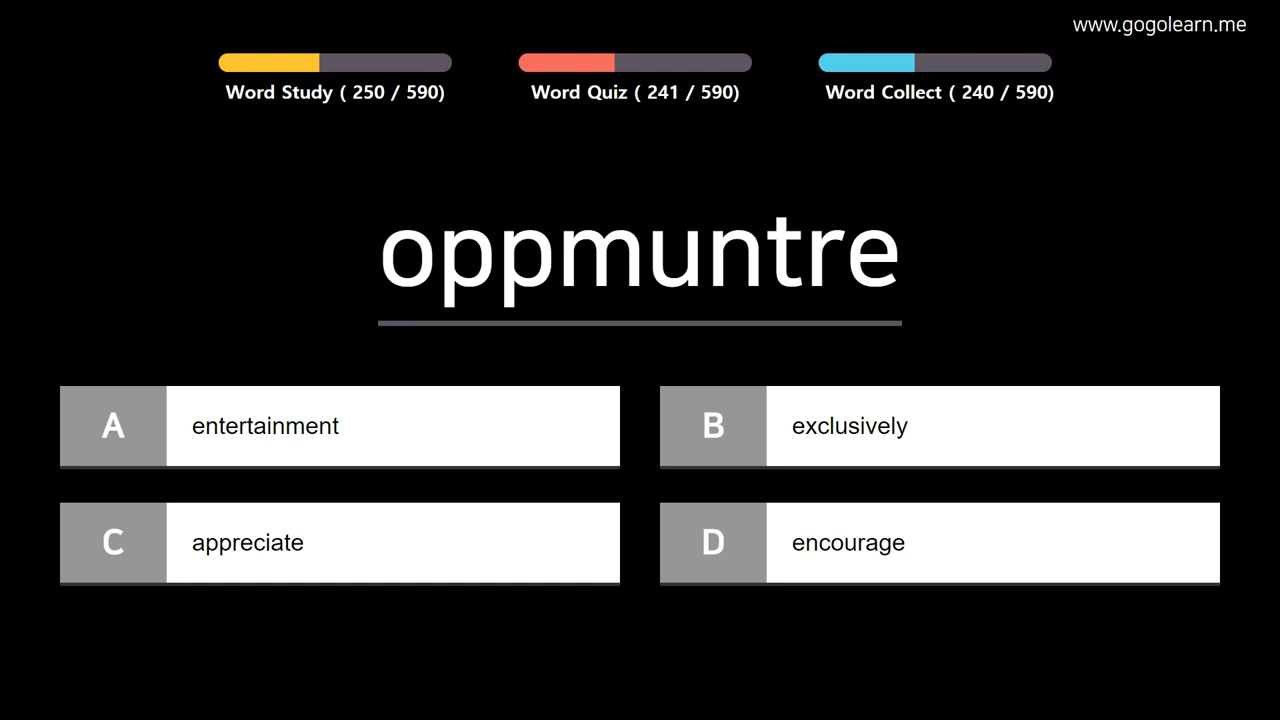 www.gogolearn.me
Word Study ( 250 / 590)
Word Quiz ( 241 / 590)
Word Collect ( 240 / 590)
oppmuntre
A entertainment
B exclusively
C appreciate
D encourage